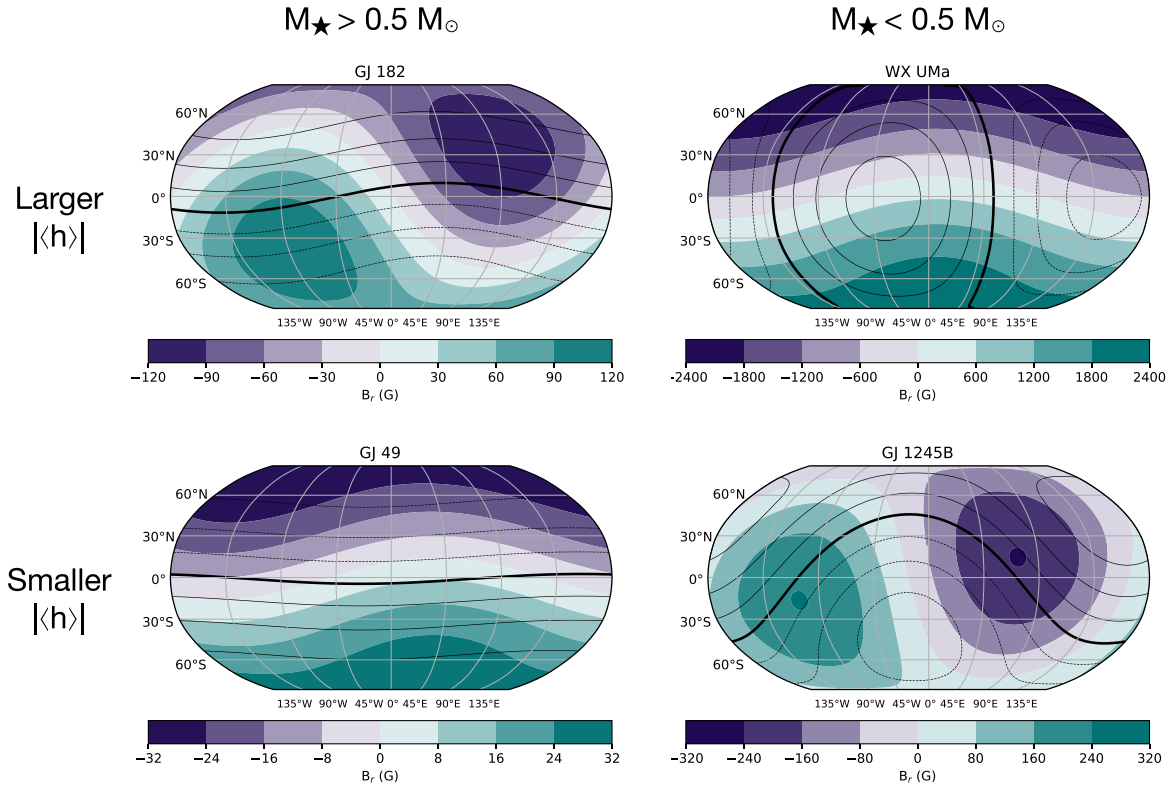 M★ > 0.5 M☉
M★ < 0.5 M☉
Larger
|⟨h⟩|
GJ 182
60°N
30°N
0°
30°S
60°S
135°W 90°W 45°W 0° 45°E 90°E 135°E
−120 −90 −60 −30 0 30 60 90 120
B_r (G)
WX UMa
60°N
30°N
0°
30°S
60°S
135°W 90°W 45°W 0° 45°E 90°E 135°E
−2400 −1800 −1200 −600 0 600 1200 1800 2400
B_r (G)
Smaller
|⟨h⟩|
GJ 49
60°N
30°N
0°
30°S
60°S
135°W 90°W 45°W 0° 45°E 90°E 135°E
−32 −24 −16 −8 0 8 16 24 32
B_r (G)
GJ 1245B
60°N
30°N
0°
30°S
60°S
135°W 90°W 45°W 0° 45°E 90°E 135°E
−320 −240 −160 −80 0 80 160 240 320
B_r (G)